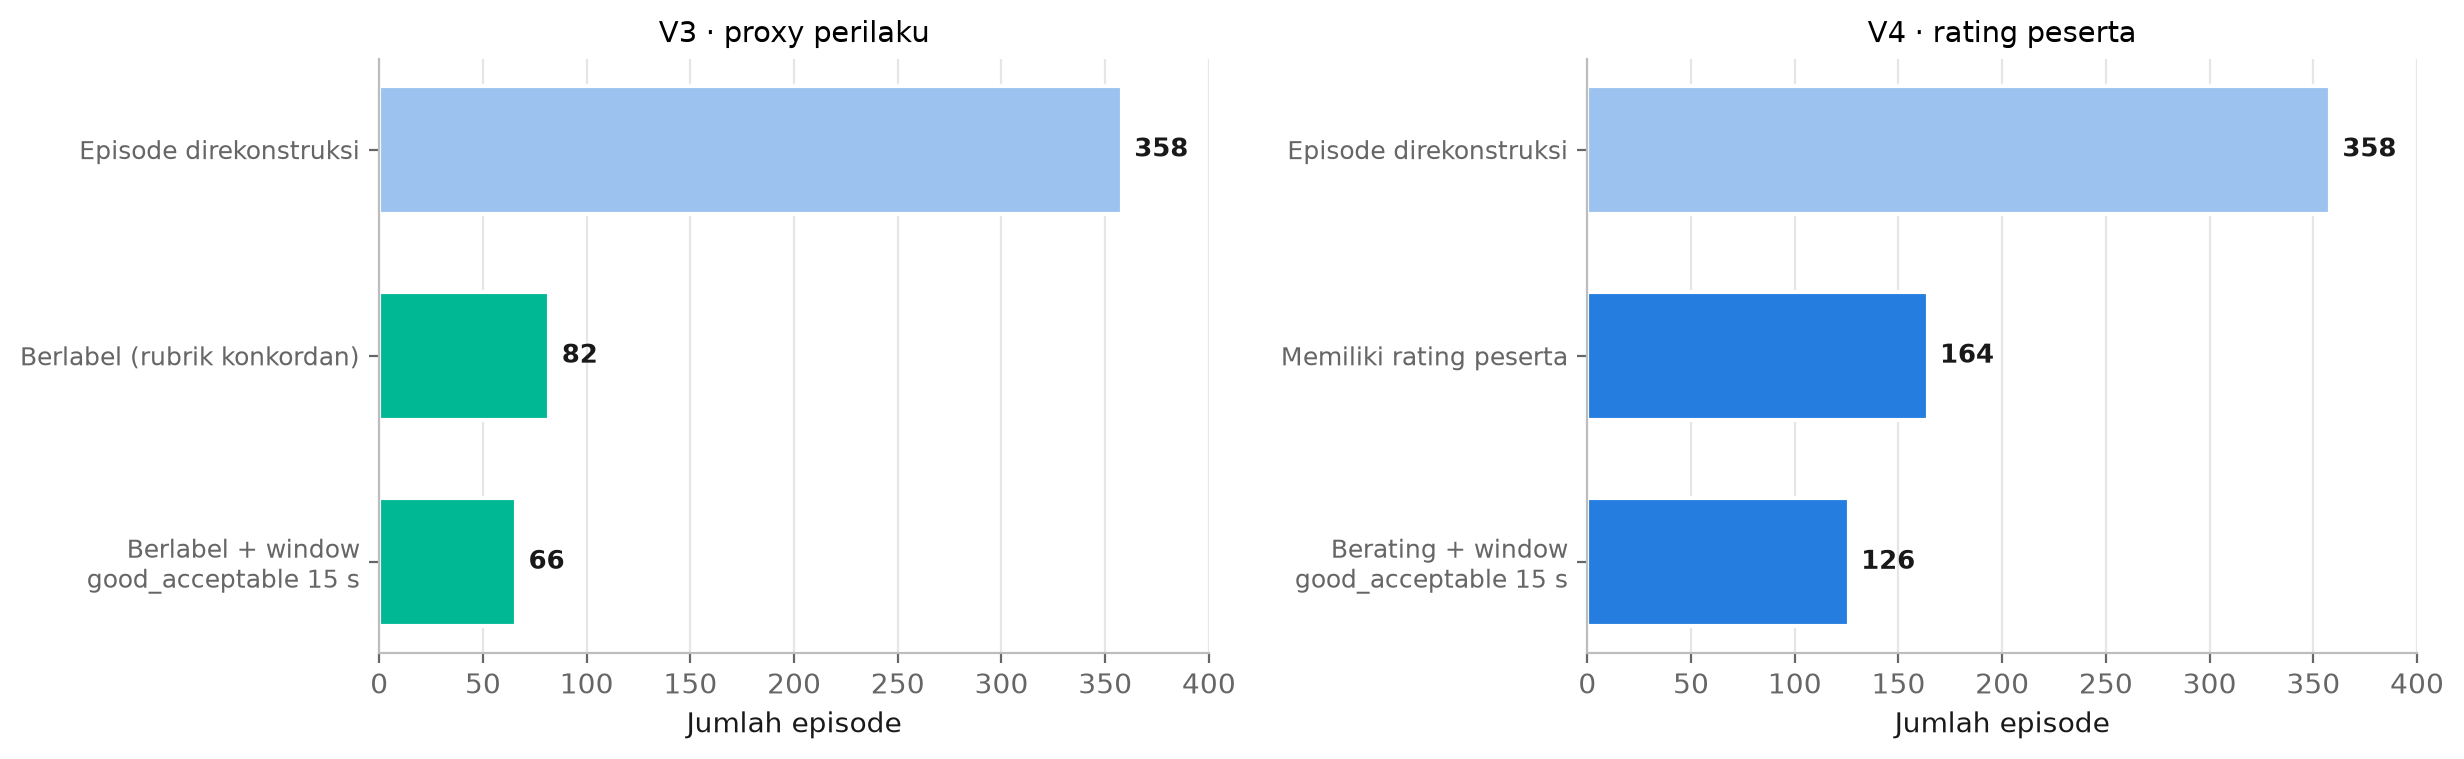 V3 · proxy perilaku
Episode direkonstruksi
358
Berlabel (rubrik konkordan)
82
Berlabel + window
good_acceptable 15 s
66
0 50 100 150 200 250 300 350 400
Jumlah episode
V4 · rating peserta
Episode direkonstruksi
358
Memiliki rating peserta
164
Berating + window
good_acceptable 15 s
126
0 50 100 150 200 250 300 350 400
Jumlah episode